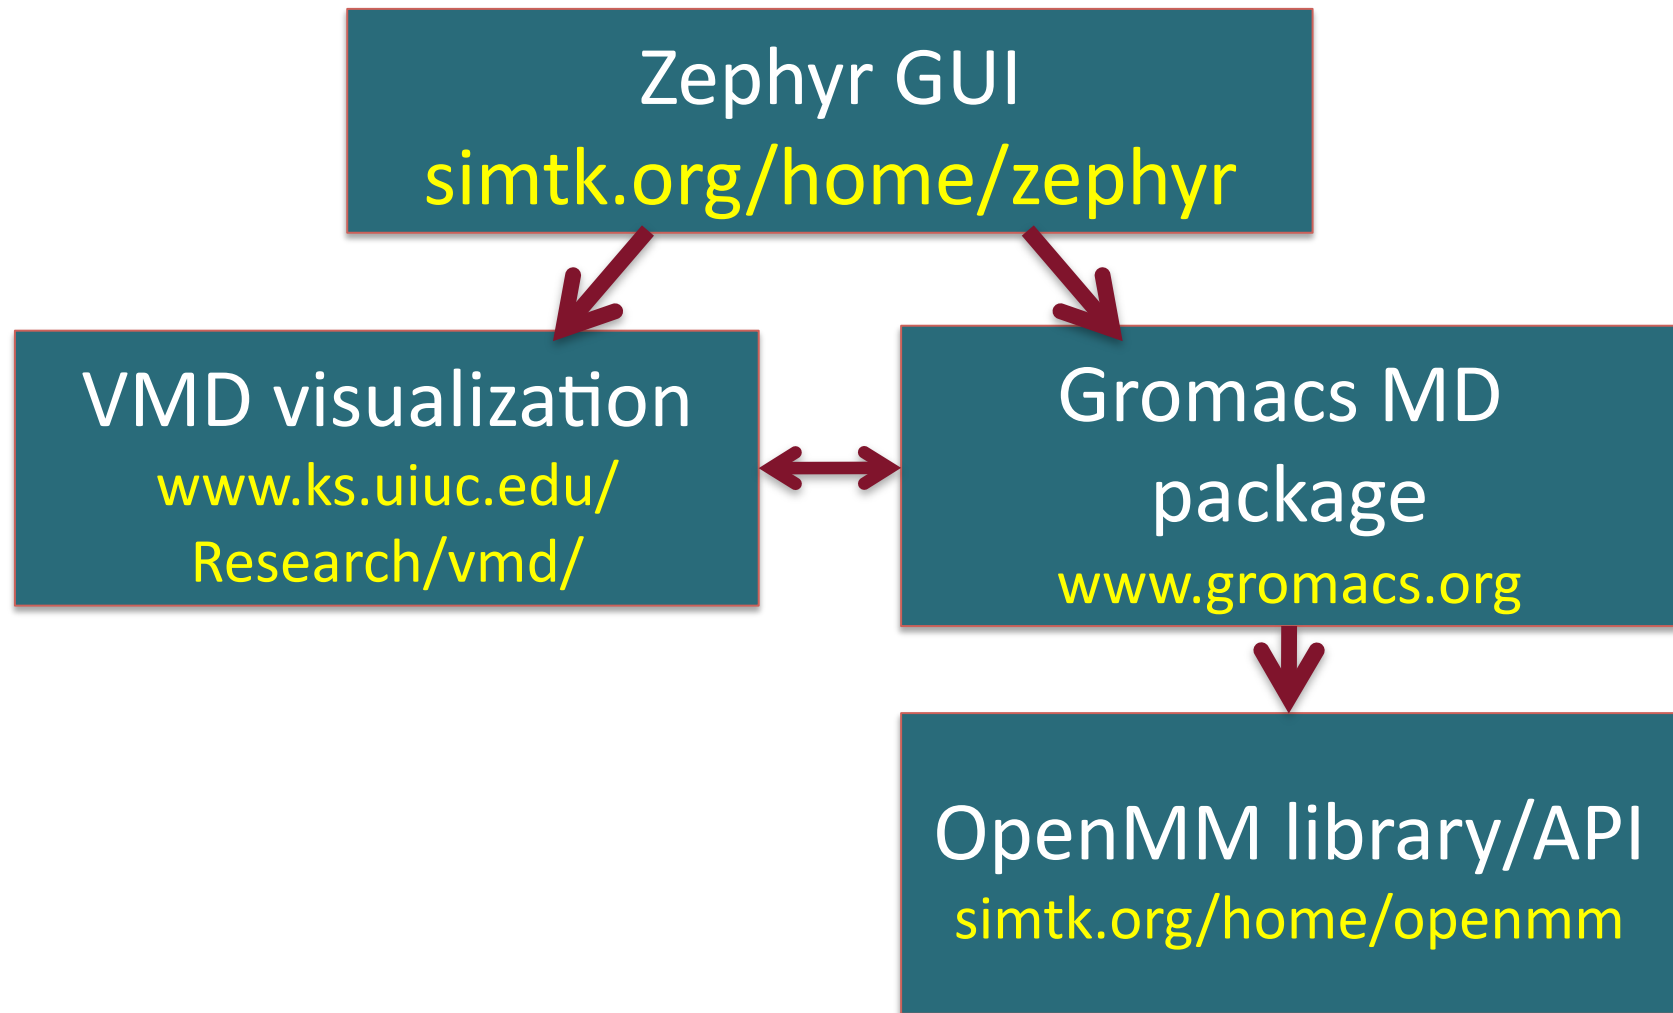 Zephyr GUI
simtk.org/home/zephyr
VMD visualization
www.ks.uiuc.edu/
Research/vmd/
Gromacs MD
package
www.gromacs.org
OpenMM library/API
simtk.org/home/openmm